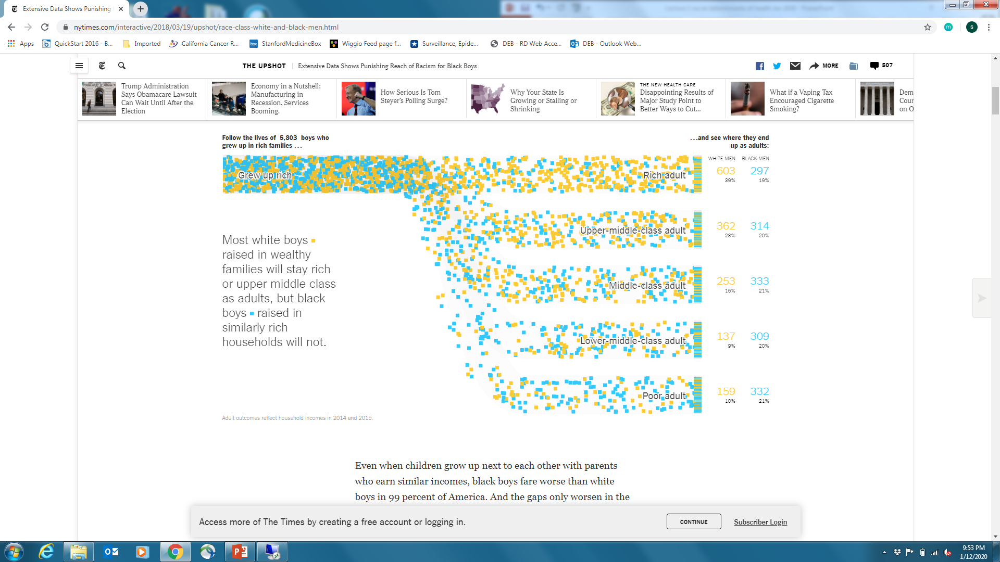 Extensive Data Shows Punishing
nytimes.com/interactive/2018/03/19/upshot/race-class-white-and-black-men.html
m
s
Apps
QuickStart 2016 - B...
Imported
California Cancer R...
StanfordMedicineBox
Wiggio Feed page f...
Surveillance, Epide...
DEB - RD Web Acce...
DEB - Outlook Web...
THE UPSHOT | Extensive Data Shows Punishing Reach of Racism for Black Boys
MORE
507
Trump Administration
Says Obamacare Lawsuit
Can Wait Until After the
Election
Economy in a Nutshell:
Manufacturing in
Recession. Services
Booming.
How Serious Is Tom
Steyer's Polling Surge?
Why Your State Is
Growing or Stalling or
Shrinking
THE NEW HEALTH CARE
Disappointing Results of
Major Study Point to
Better Ways to Cut...
What if a Vaping Tax
Encouraged Cigarette
Smoking?
Dem
Cour
on O
Follow the lives of 5,803 boys who
grew up in rich families ...
...and see where they end
up as adults:
WHITE MEN BLACK MEN
Grew up rich
Rich adult
603 297
39% 19%
Upper-middle-class adult
362 314
23% 20%
Most white boys
raised in wealthy
families will stay rich
or upper middle class
as adults, but black
boys raised in
similarly rich
households will not.
Middle-class adult
253 333
16% 21%
Lower-middle-class adult
137 309
9% 20%
Poor adult
159 332
10% 21%
Adult outcomes reflect household incomes in 2014 and 2015.
Even when children grow up next to each other with parents
who earn similar incomes, black boys fare worse than white
boys in 99 percent of America. And the gaps only worsen in the
Access more of The Times by creating a free account or logging in.
CONTINUE
Subscriber Login
9:53 PM
1/12/2020